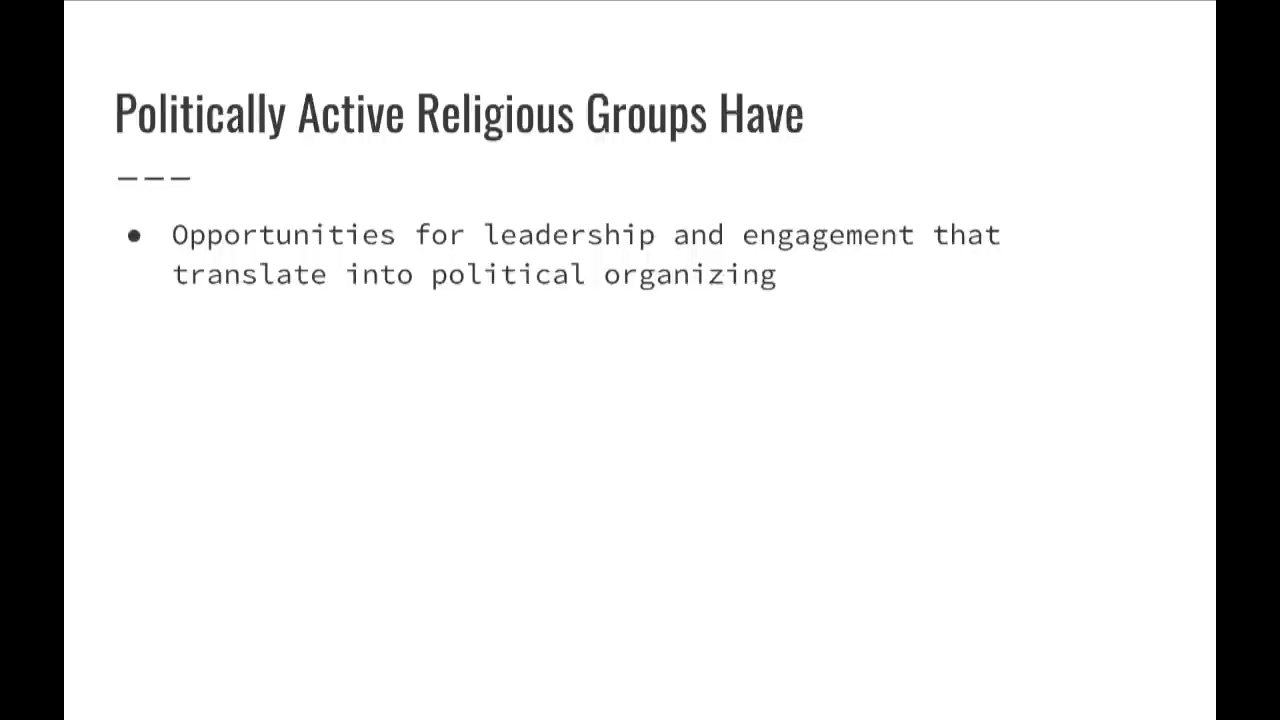 Politically Active Religious Groups Have
● Opportunities for leadership and engagement that
translate into political organizing